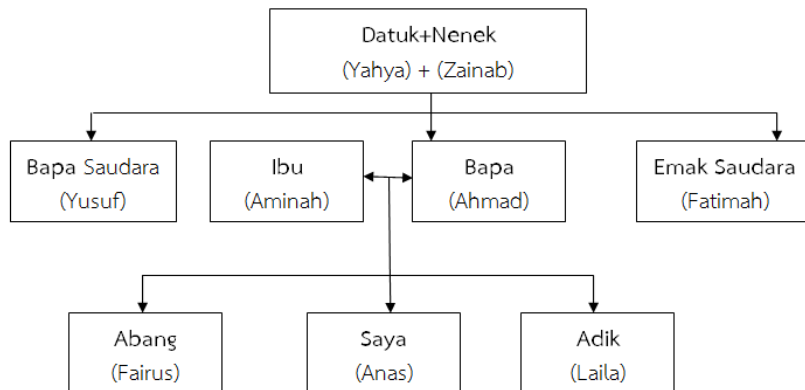 Datuk+Nenek
(Yahya) + (Zainab)
Bapa Saudara
(Yusuf)
Ibu
(Aminah)
Bapa
(Ahmad)
Emak Saudara
(Fatimah)
Abang
(Fairus)
Saya
(Anas)
Adik
(Laila)